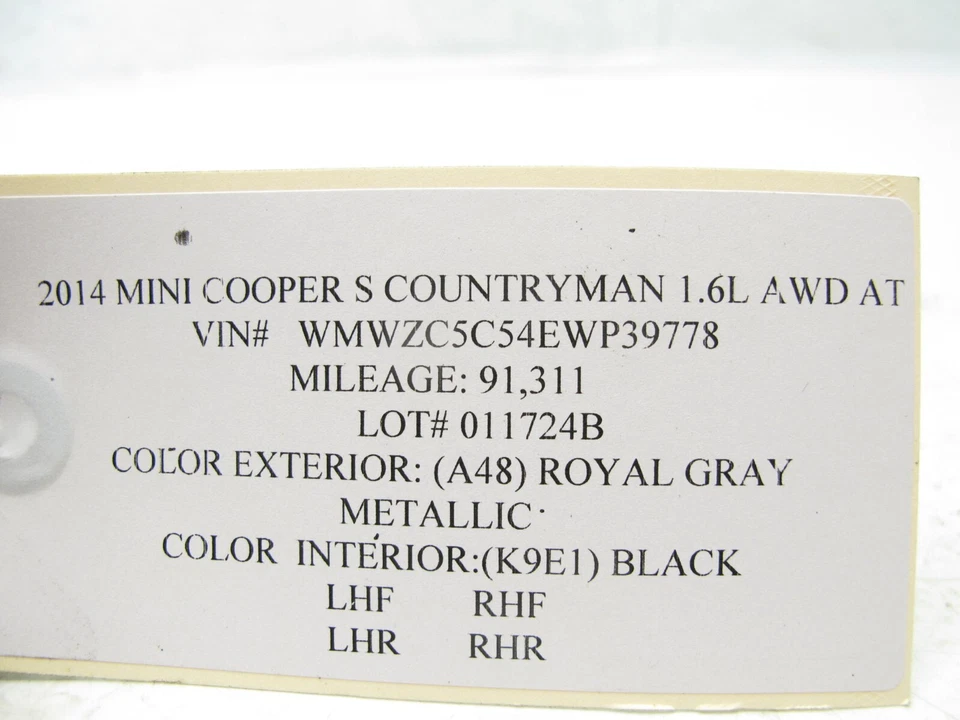 2014 MINI COOPER S COUNTRYMAN 1.6L AWD AT
VIN# WMWZC5C54EWP39778
MILEAGE: 91,311
LOT# 011724B
COLOR EXTERIOR: (A48) ROYAL GRAY
METALLIC
COLOR INTERIOR:(K9E1) BLACK
LHF RHF
LHR RHR